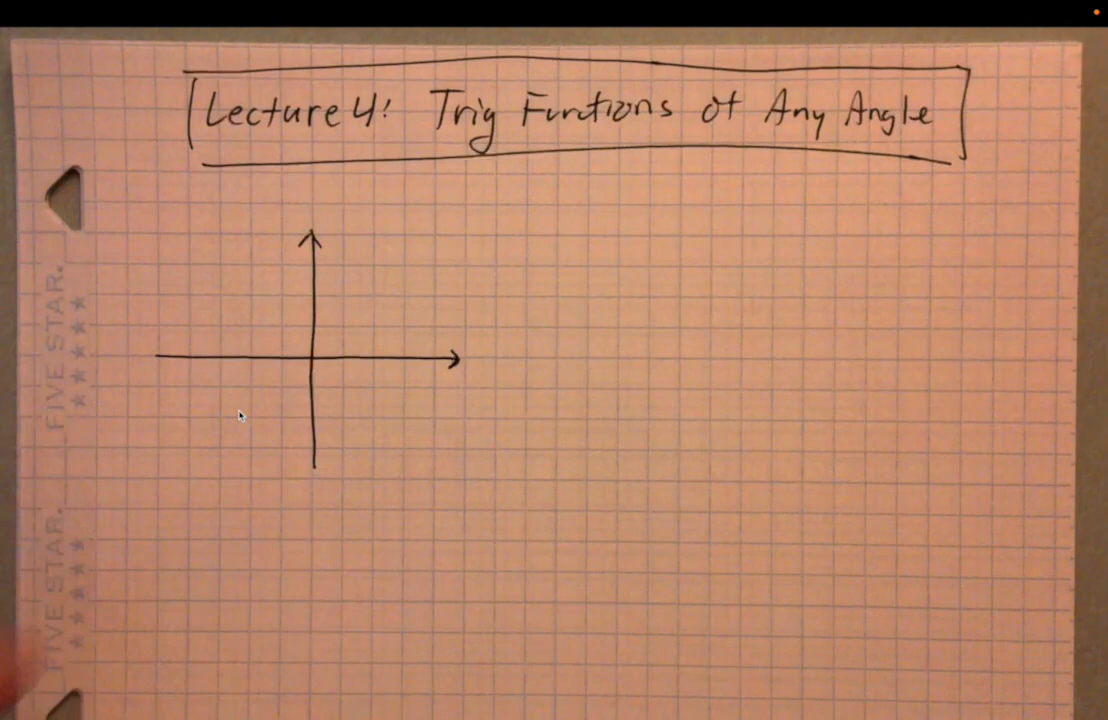 Lecture 4: Trig Functions of Any Angle
FIVE STAR.
★★★★★
FIVE STAR.
★★★★★